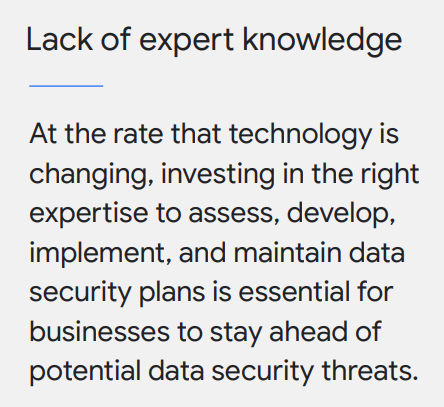 Lack of expert knowledge
At the rate that technology is
changing, investing in the right
expertise to assess, develop,
implement, and maintain data
security plans is essential for
businesses to stay ahead of
potential data security threats.